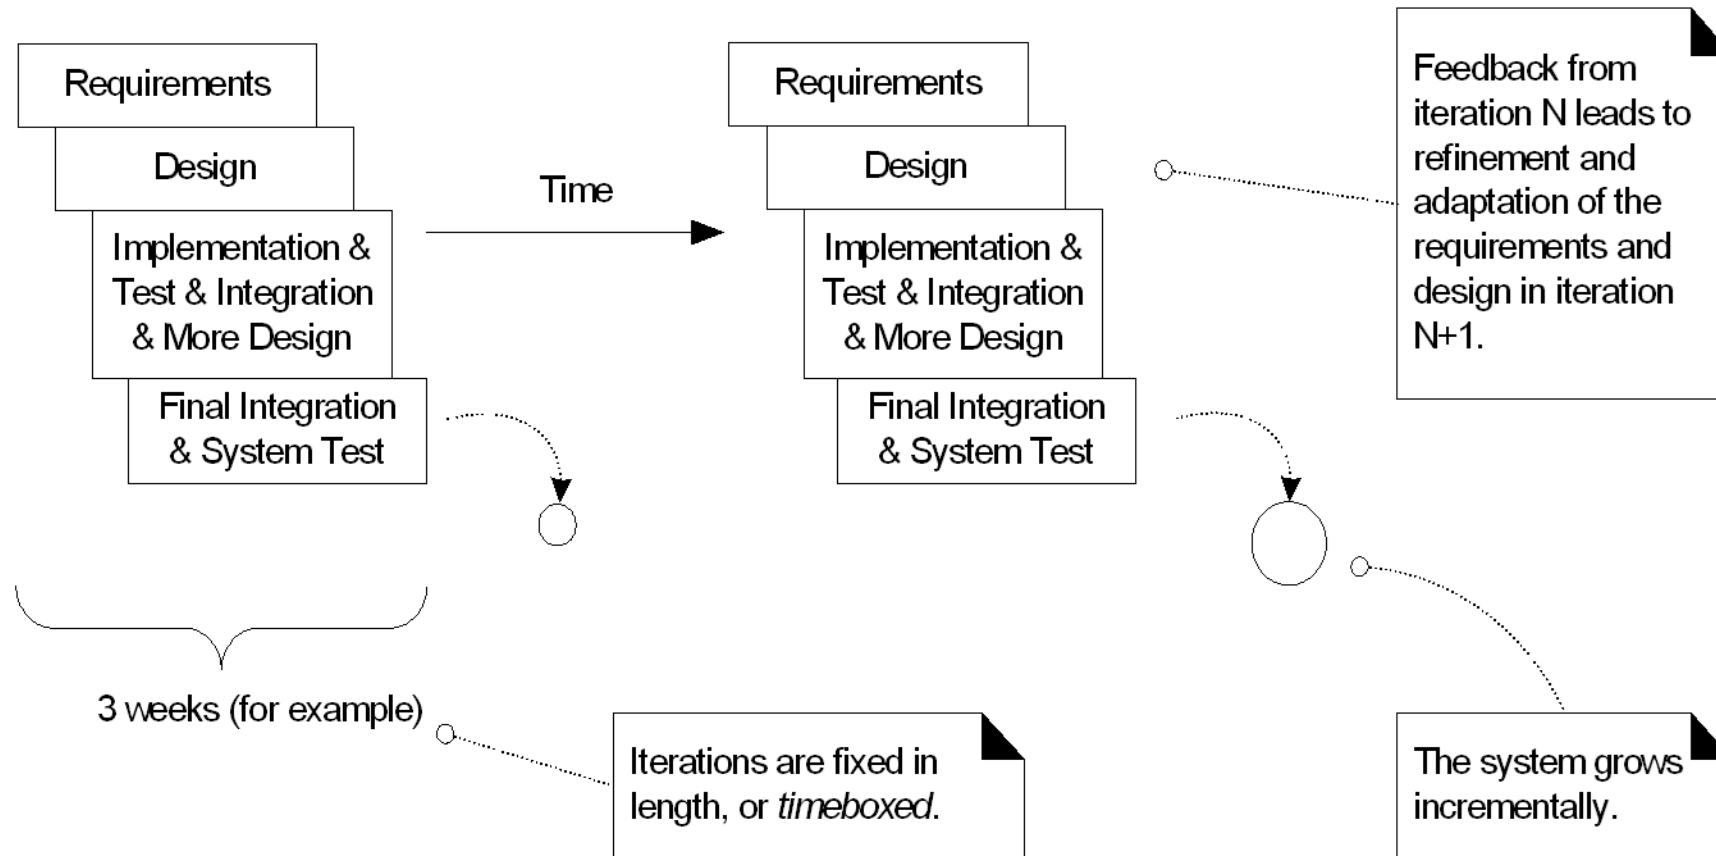 Requirements
Design
Implementation &
Test & Integration
& More Design
Final Integration
& System Test
Time
Requirements
Design
Implementation &
Test & Integration
& More Design
Final Integration
& System Test
Feedback from
iteration N leads to
refinement and
adaptation of the
requirements and
design in iteration
N+1.
3 weeks (for example)
Iterations are fixed in
length, or timeboxed.
The system grows
incrementally.